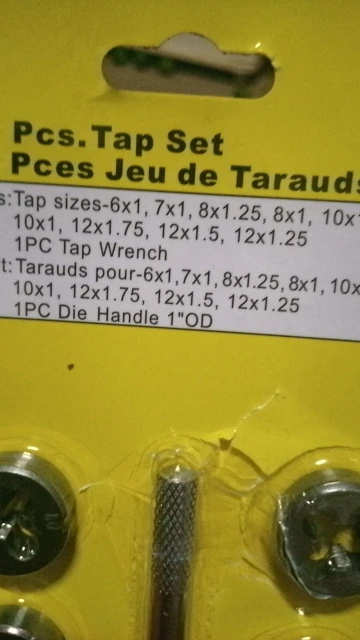 Pcs.Tap Set
Pces Jeu de Tarauds
s:Tap sizes-6x1, 7x1, 8x1.25, 8x1, 10x1
10x1, 12x1.75, 12x1.5, 12x1.25
1PC Tap Wrench
t:Tarauds pour-6x1,7x1, 8x1.25, 8x1, 10x
10x1, 12x1.75, 12x1.5, 12x1.25
1PC Die Handle 1"OD